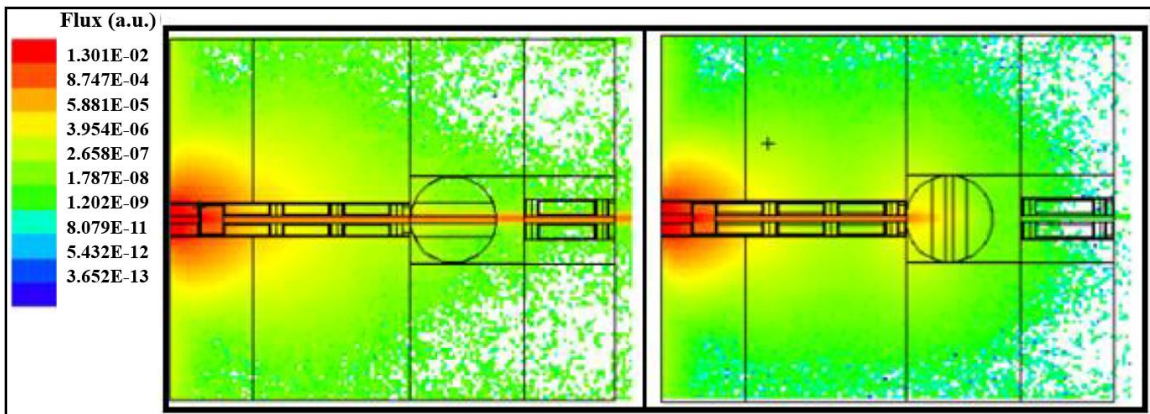 Flux (a.u.)
1.301E-02
8.747E-04
5.881E-05
3.954E-06
2.658E-07
1.787E-08
1.202E-09
8.079E-11
5.432E-12
3.652E-13